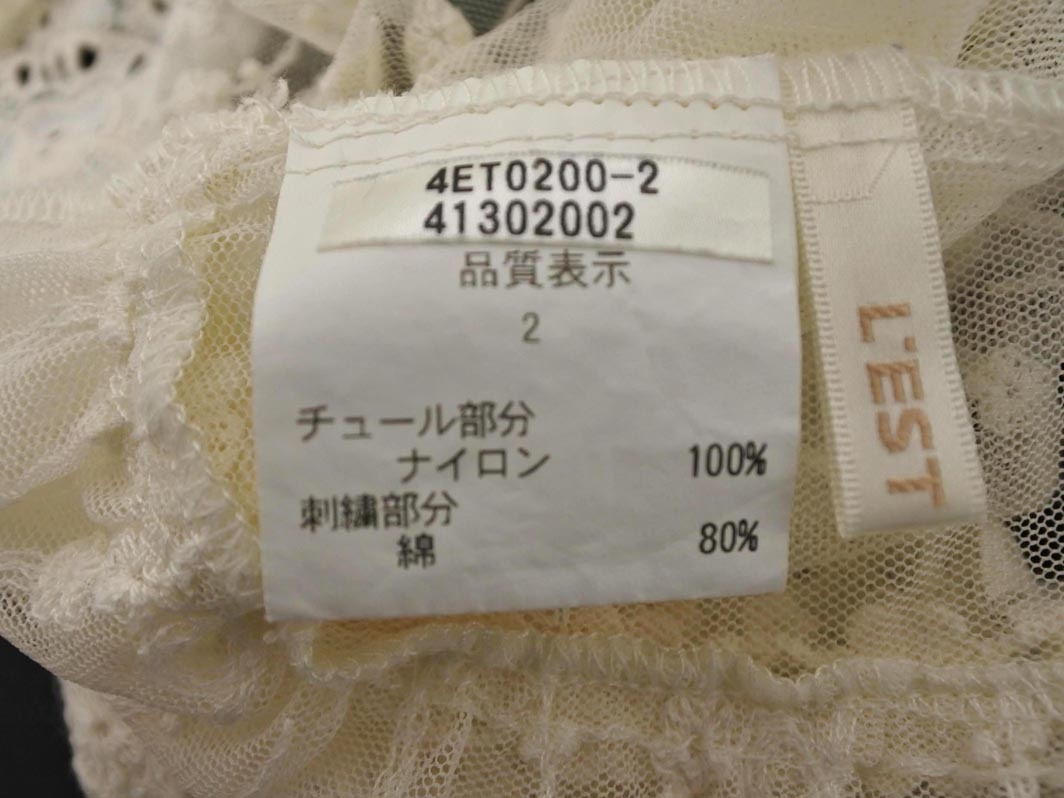 4ET0200-2
41302002
品質表示
2
チュール部分
ナイロン 100%
刺繍部分
綿 80%
L'EST